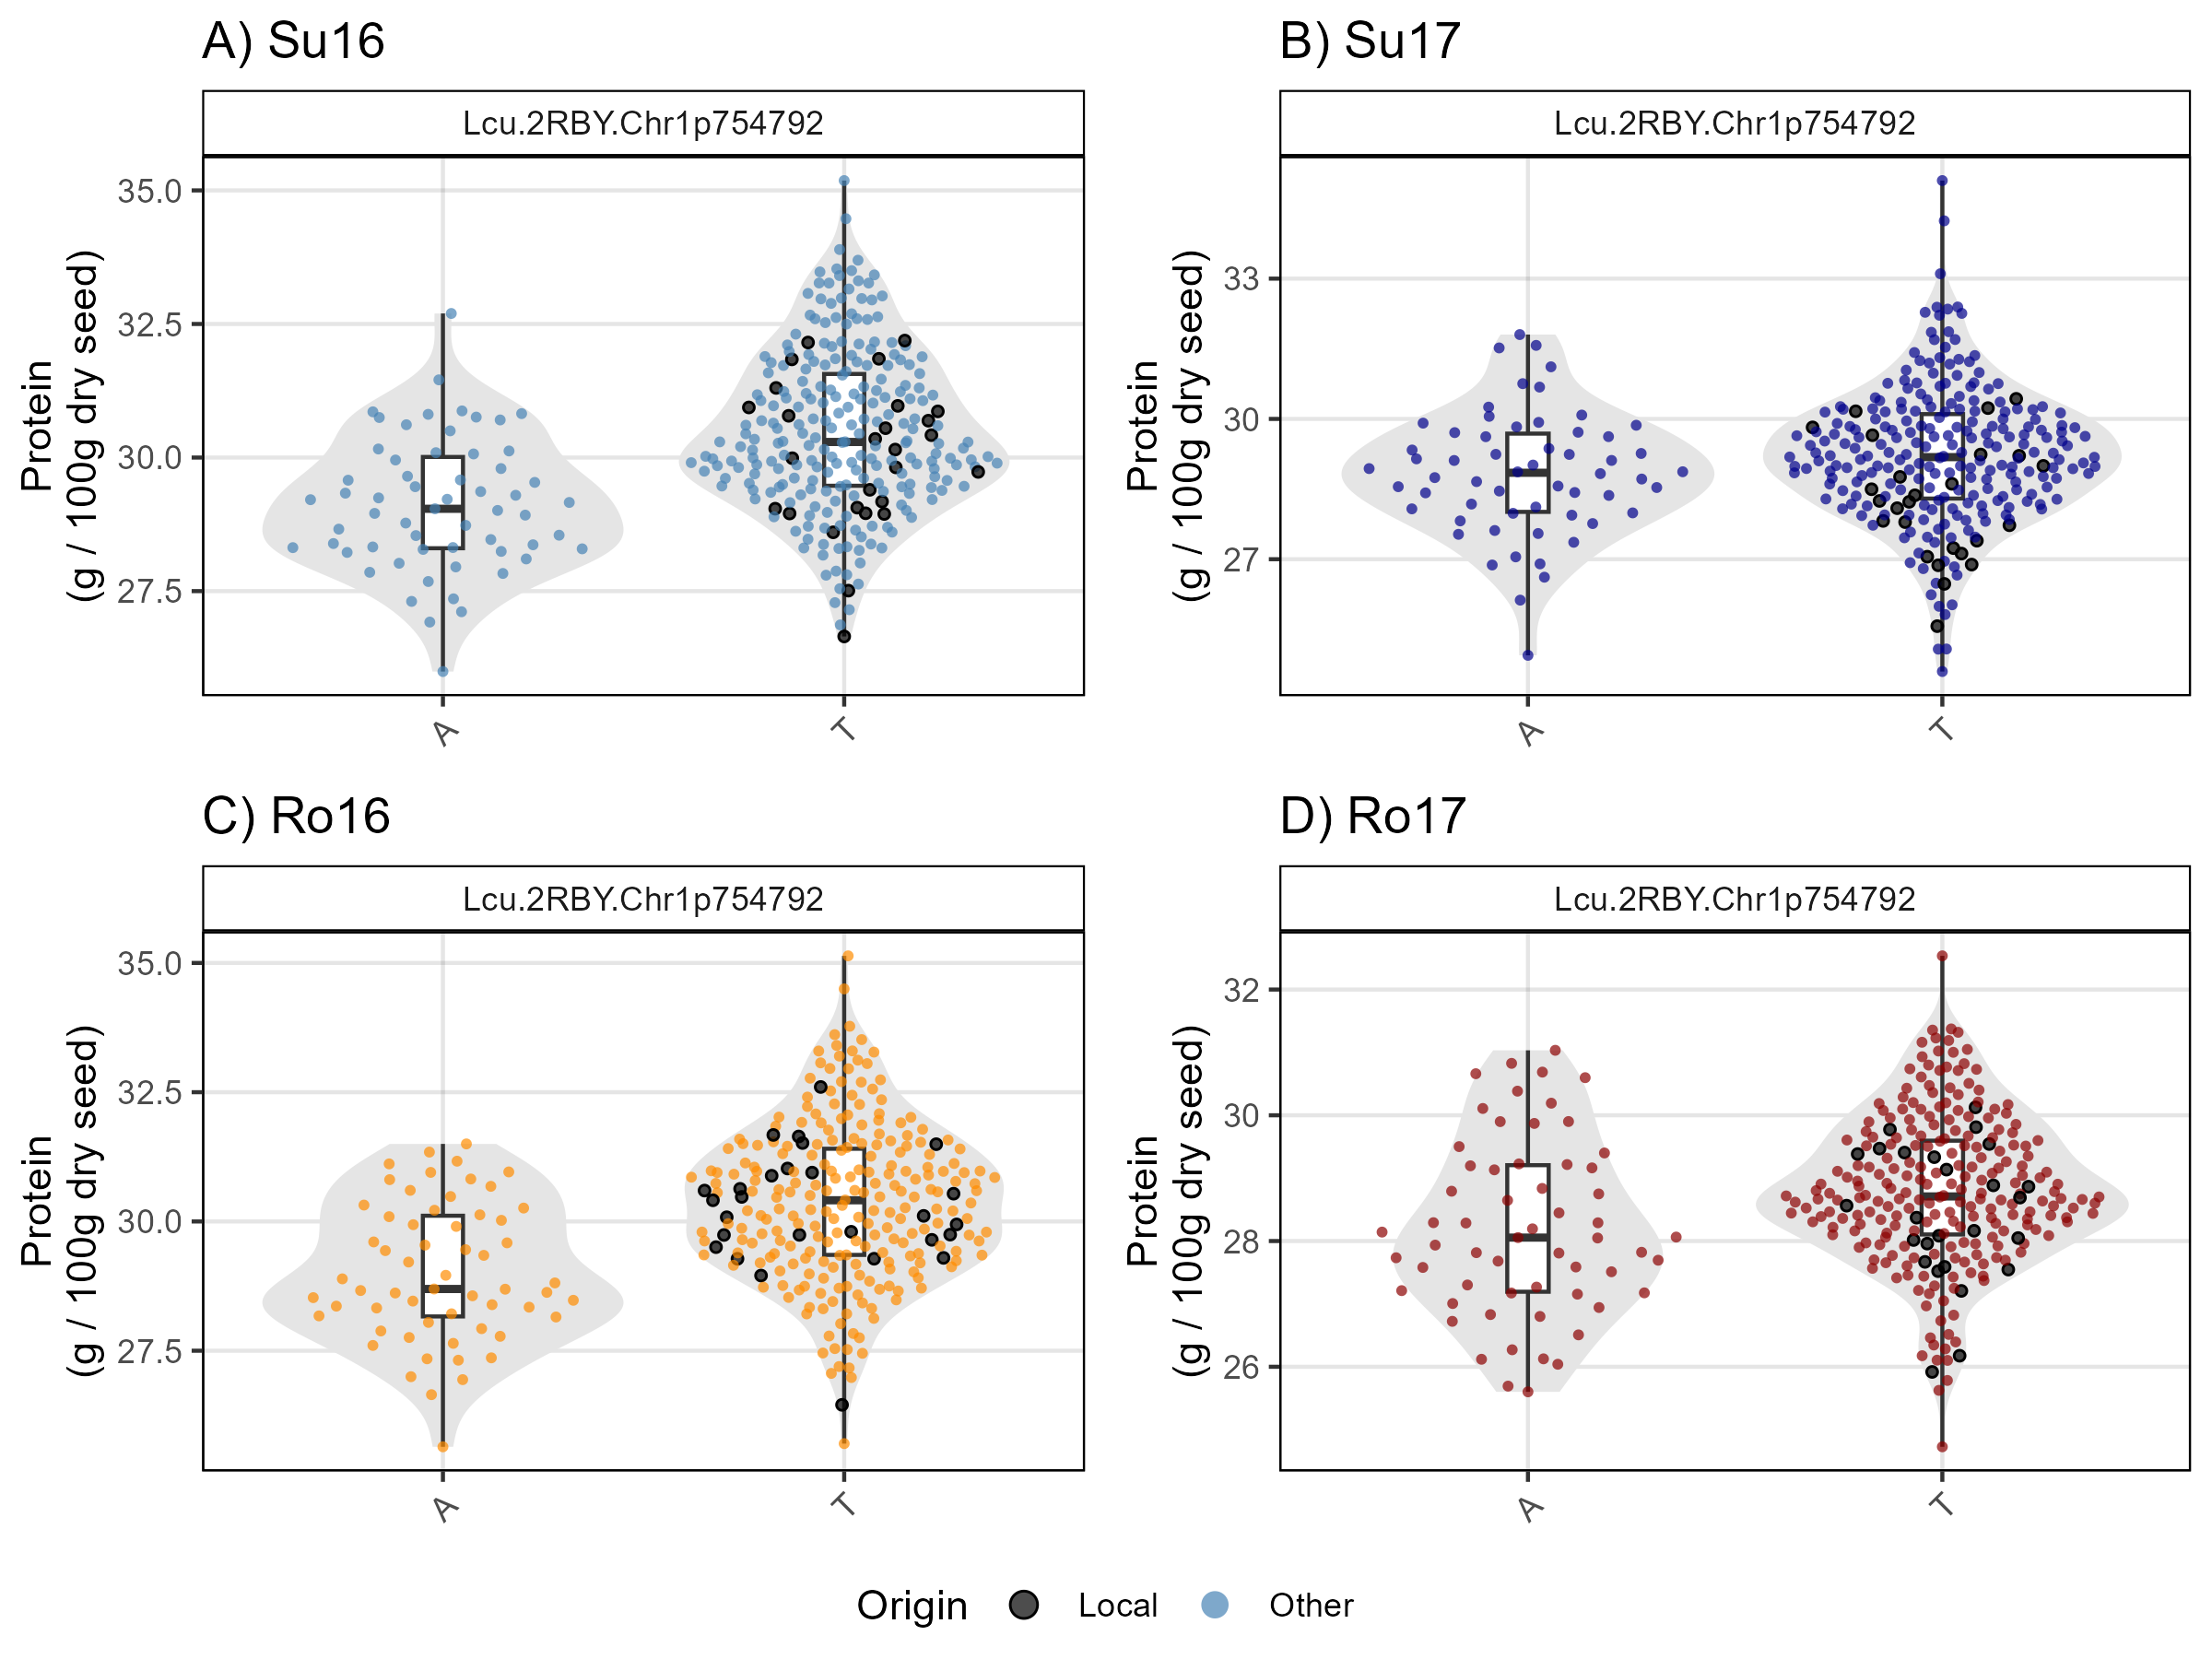 A) Su16
Lcu.2RBY.Chr1p754792
Protein
(g / 100g dry seed)
35.0
32.5
30.0
27.5
A
T
B) Su17
Lcu.2RBY.Chr1p754792
Protein
(g / 100g dry seed)
33
30
27
A
T
C) Ro16
Lcu.2RBY.Chr1p754792
Protein
(g / 100g dry seed)
35.0
32.5
30.0
27.5
A
T
D) Ro17
Lcu.2RBY.Chr1p754792
Protein
(g / 100g dry seed)
32
30
28
26
A
T
Origin Local Other